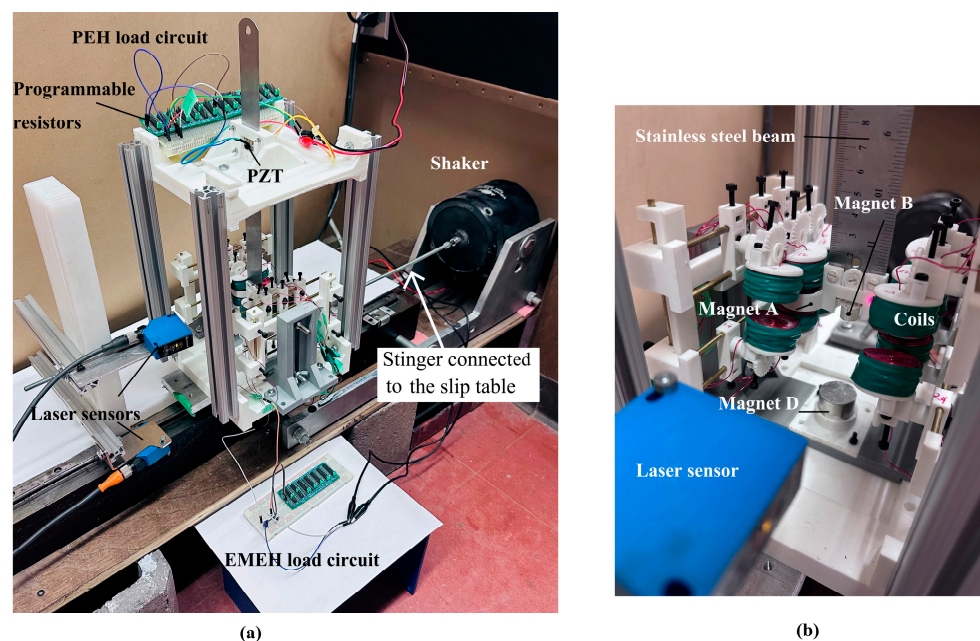 PEH load circuit
Programmable
resistors
PZT
Shaker
Stinger connected
to the slip table
Laser sensors
EMEH load circuit
(a)
Stainless steel beam
Magnet B
Magnet A
Coils
Magnet D
Laser sensor
(b)